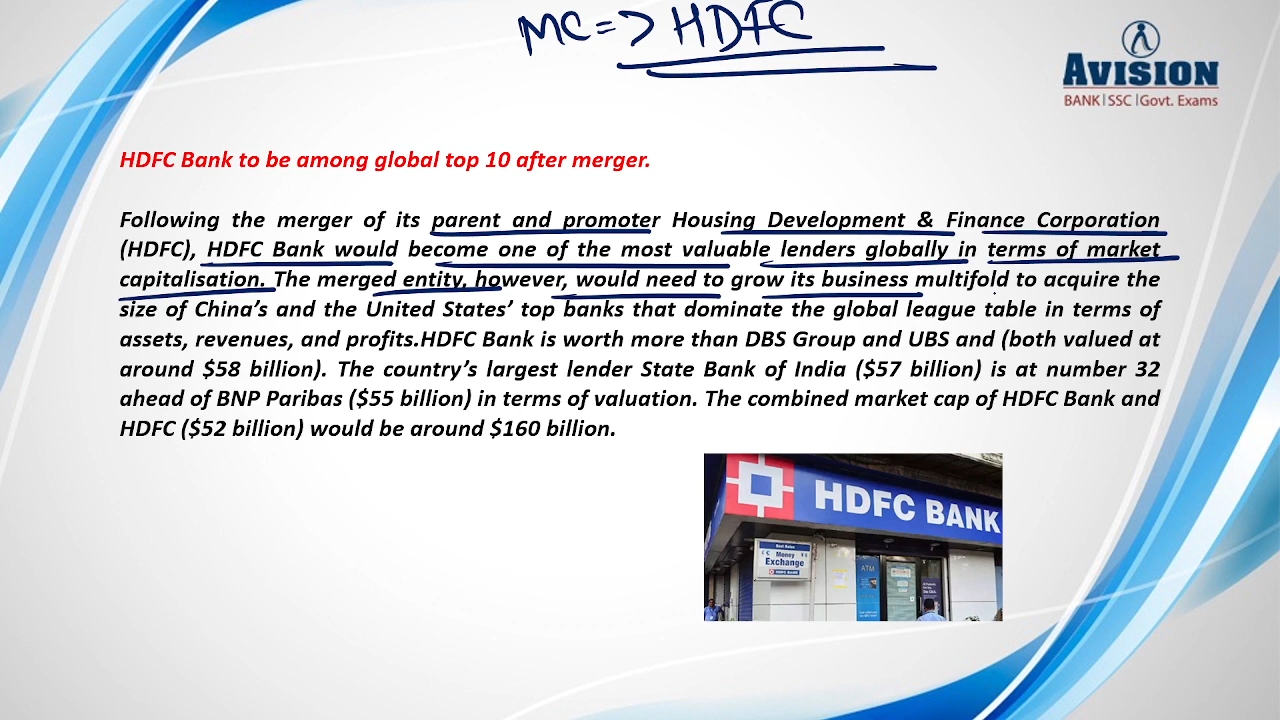 MC => HDFC
AVISION
BANK | SSC | Govt. Exams
HDFC Bank to be among global top 10 after merger.
Following the merger of its parent and promoter Housing Development & Finance Corporation
(HDFC), HDFC Bank would become one of the most valuable lenders globally in terms of market
capitalisation. The merged entity, however, would need to grow its business multifold to acquire the
size of China's and the United States' top banks that dominate the global league table in terms of
assets, revenues, and profits.HDFC Bank is worth more than DBS Group and UBS and (both valued at
around $58 billion). The country's largest lender State Bank of India ($57 billion) is at number 32
ahead of BNP Paribas ($55 billion) in terms of valuation. The combined market cap of HDFC Bank and
HDFC ($52 billion) would be around $160 billion.
HDFC BANK
Money
Exchange
HDFC BANK
ATM